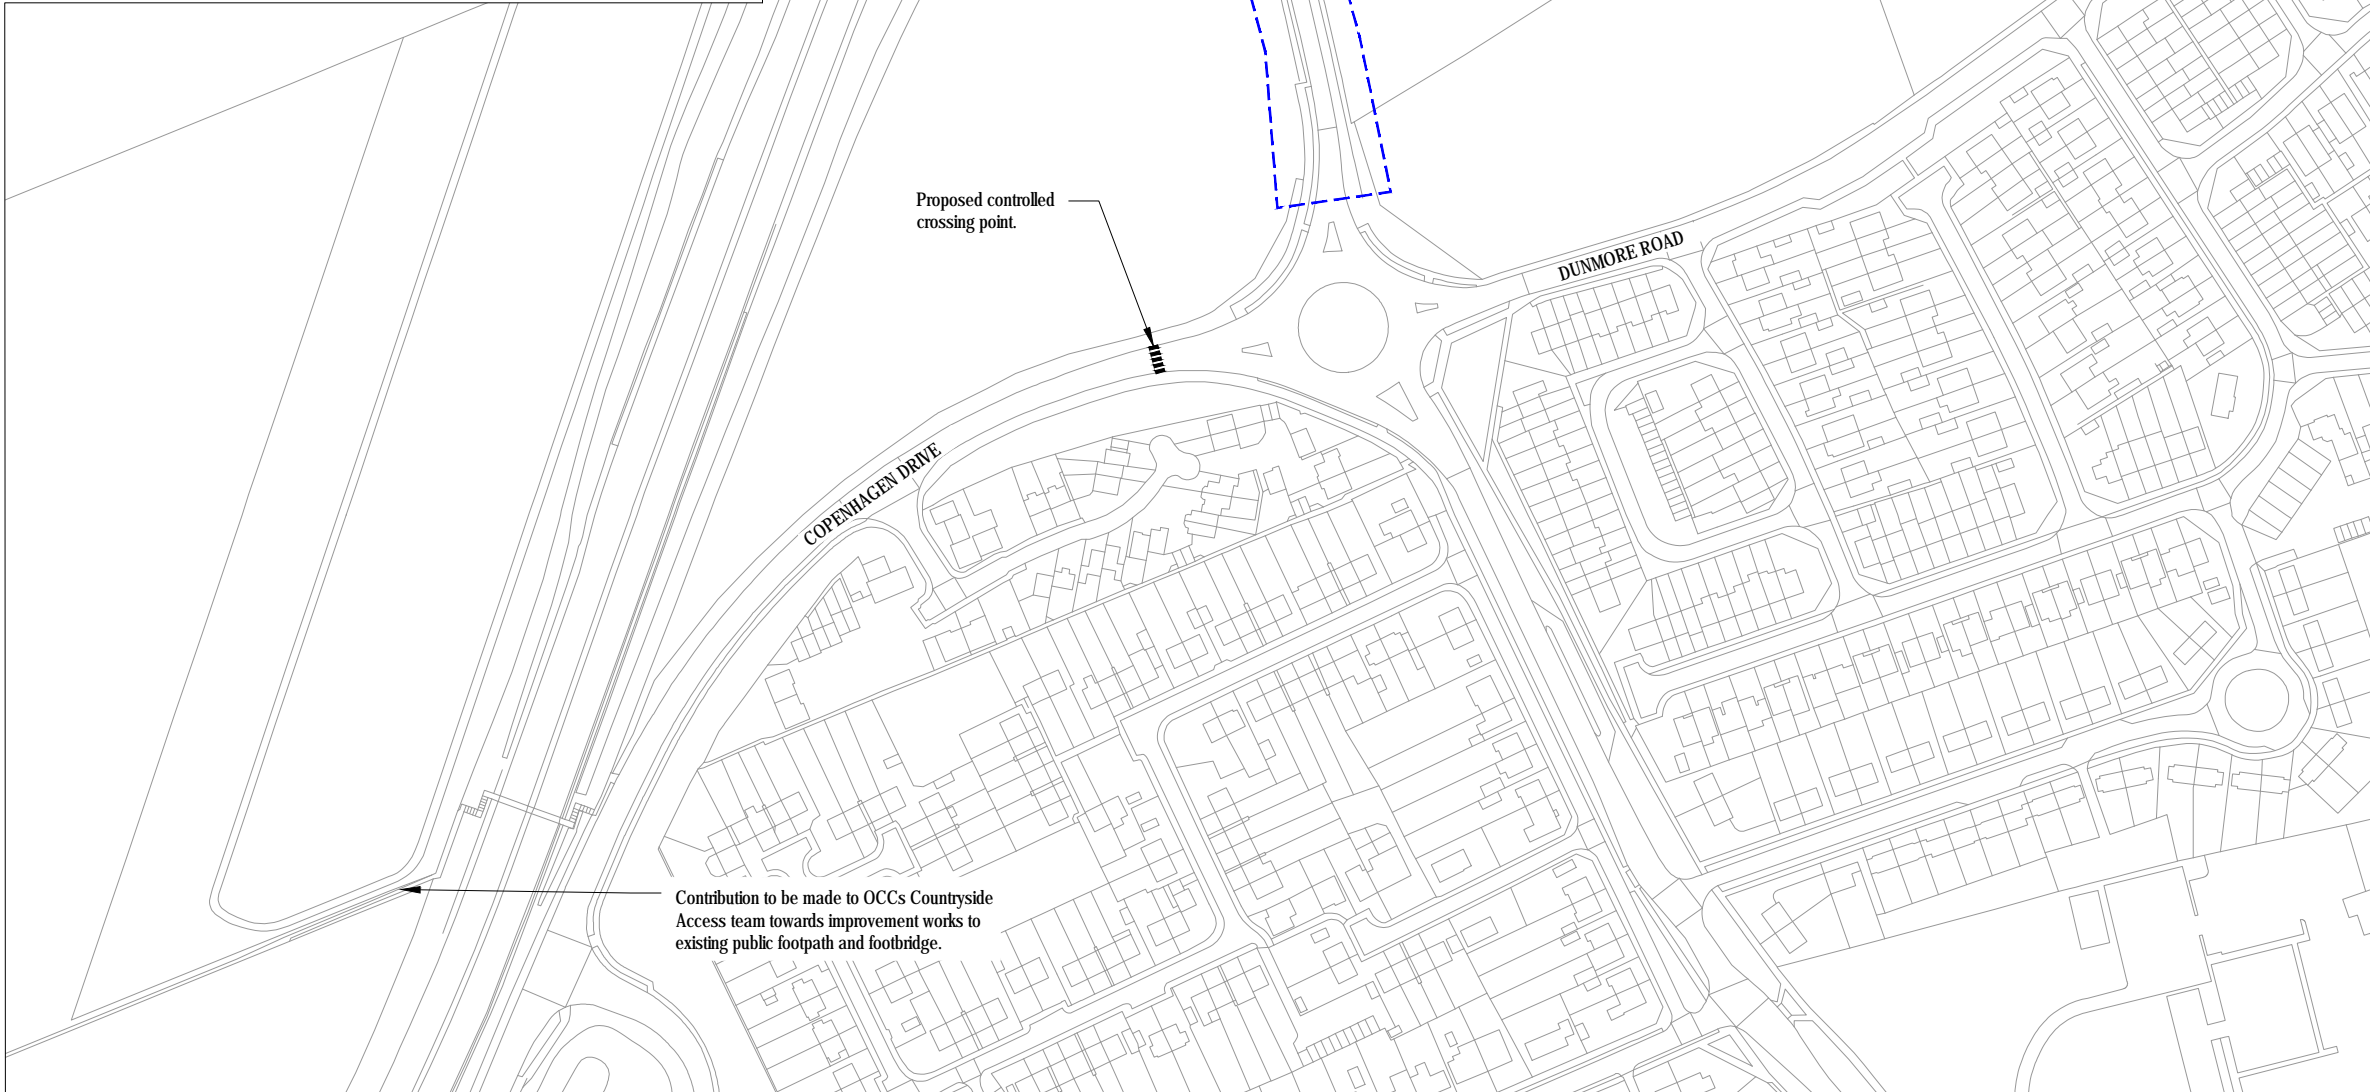 Proposed controlled
crossing point.
DUNMORE ROAD
COPENHAGEN DRIVE
Contribution to be made to OCCs Countryside
Access team towards improvement works to
existing public footpath and footbridge.